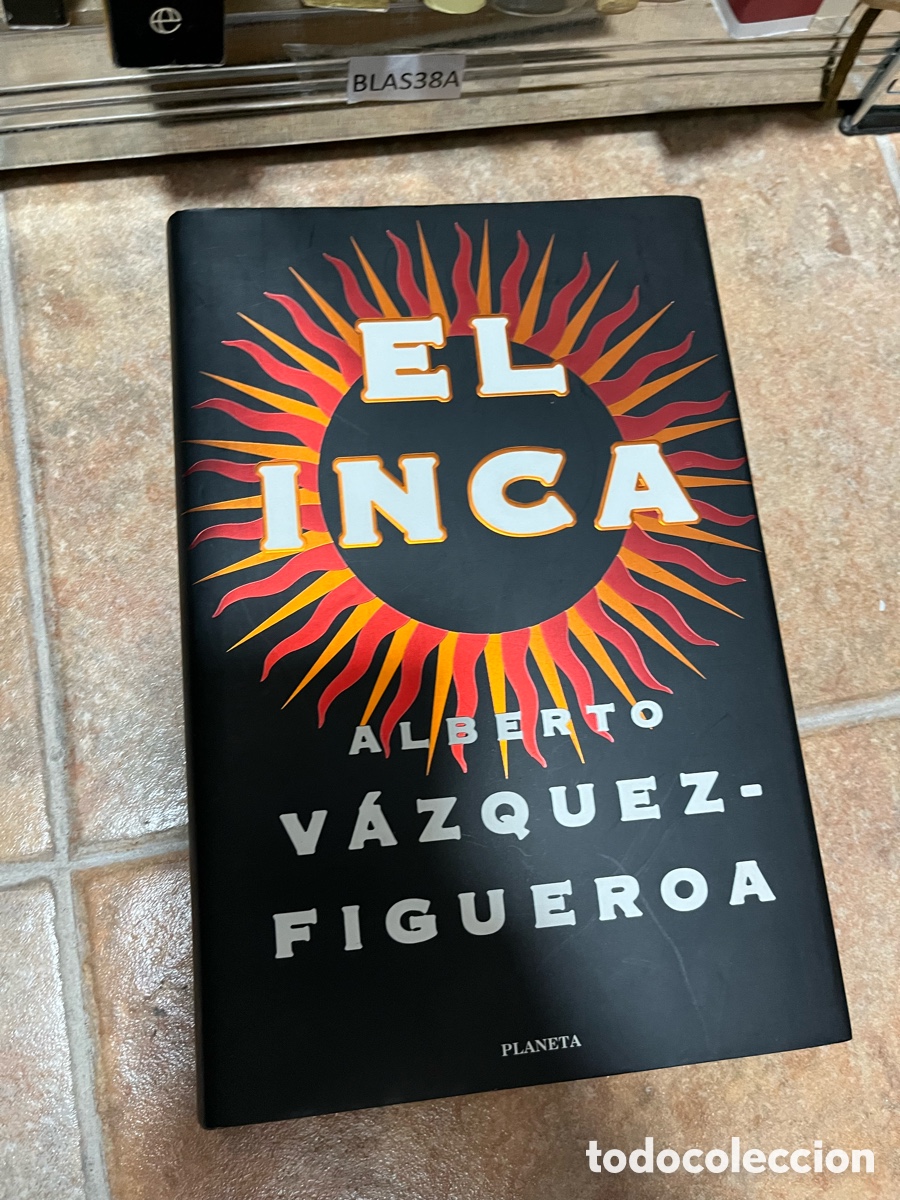 BLAS38A
EL
INCA
ALBERTO
VÁZQUEZ-
FIGUEROA
PLANETA
todocoleccion